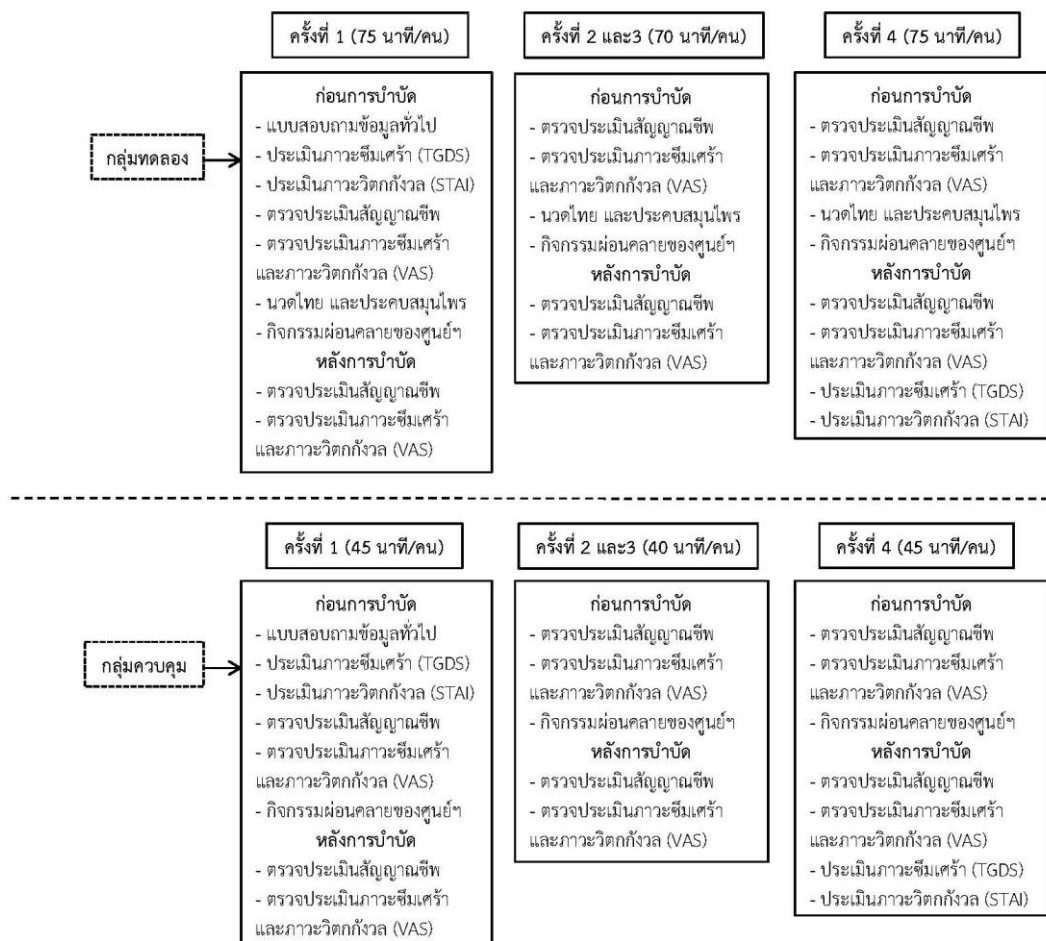 ครั้งที่ 1 (75 นาที/คน)
ครั้งที่ 2 และ3 (70 นาที/คน)
ครั้งที่ 4 (75 นาที/คน)
กลุ่มทดลอง
ก่อนการบำบัด
- แบบสอบถามข้อมูลทั่วไป
- ประเมินภาวะซึมเศร้า (TGDS)
- ประเมินภาวะวิตกกังวล (STAI)
- ตรวจประเมินสัญญาณชีพ
- ตรวจประเมินภาวะซึมเศร้า
และภาวะวิตกกังวล (VAS)
- นวดไทย และประคบสมุนไพร
- กิจกรรมผ่อนคลายของศูนย์ฯ
หลังการบำบัด
- ตรวจประเมินสัญญาณชีพ
- ตรวจประเมินภาวะซึมเศร้า
และภาวะวิตกกังวล (VAS)
ก่อนการบำบัด
- ตรวจประเมินสัญญาณชีพ
- ตรวจประเมินภาวะซึมเศร้า
และภาวะวิตกกังวล (VAS)
- นวดไทย และประคบสมุนไพร
- กิจกรรมผ่อนคลายของศูนย์ฯ
หลังการบำบัด
- ตรวจประเมินสัญญาณชีพ
- ตรวจประเมินภาวะซึมเศร้า
และภาวะวิตกกังวล (VAS)
ก่อนการบำบัด
- ตรวจประเมินสัญญาณชีพ
- ตรวจประเมินภาวะซึมเศร้า
และภาวะวิตกกังวล (VAS)
- นวดไทย และประคบสมุนไพร
- กิจกรรมผ่อนคลายของศูนย์ฯ
หลังการบำบัด
- ตรวจประเมินสัญญาณชีพ
- ตรวจประเมินภาวะซึมเศร้า
และภาวะวิตกกังวล (VAS)
- ประเมินภาวะซึมเศร้า (TGDS)
- ประเมินภาวะวิตกกังวล (STAI)
ครั้งที่ 1 (45 นาที/คน)
ครั้งที่ 2 และ3 (40 นาที/คน)
ครั้งที่ 4 (45 นาที/คน)
กลุ่มควบคุม
ก่อนการบำบัด
- แบบสอบถามข้อมูลทั่วไป
- ประเมินภาวะซึมเศร้า (TGDS)
- ประเมินภาวะวิตกกังวล (STAI)
- ตรวจประเมินสัญญาณชีพ
- ตรวจประเมินภาวะซึมเศร้า
และภาวะวิตกกังวล (VAS)
- กิจกรรมผ่อนคลายของศูนย์ฯ
หลังการบำบัด
- ตรวจประเมินสัญญาณชีพ
- ตรวจประเมินภาวะซึมเศร้า
และภาวะวิตกกังวล (VAS)
ก่อนการบำบัด
- ตรวจประเมินสัญญาณชีพ
- ตรวจประเมินภาวะซึมเศร้า
และภาวะวิตกกังวล (VAS)
- กิจกรรมผ่อนคลายของศูนย์ฯ
หลังการบำบัด
- ตรวจประเมินสัญญาณชีพ
- ตรวจประเมินภาวะซึมเศร้า
และภาวะวิตกกังวล (VAS)
ก่อนการบำบัด
- ตรวจประเมินสัญญาณชีพ
- ตรวจประเมินภาวะซึมเศร้า
และภาวะวิตกกังวล (VAS)
- กิจกรรมผ่อนคลายของศูนย์ฯ
หลังการบำบัด
- ตรวจประเมินสัญญาณชีพ
- ตรวจประเมินภาวะซึมเศร้า
และภาวะวิตกกังวล (VAS)
- ประเมินภาวะซึมเศร้า (TGDS)
- ประเมินภาวะวิตกกังวล (STAI)